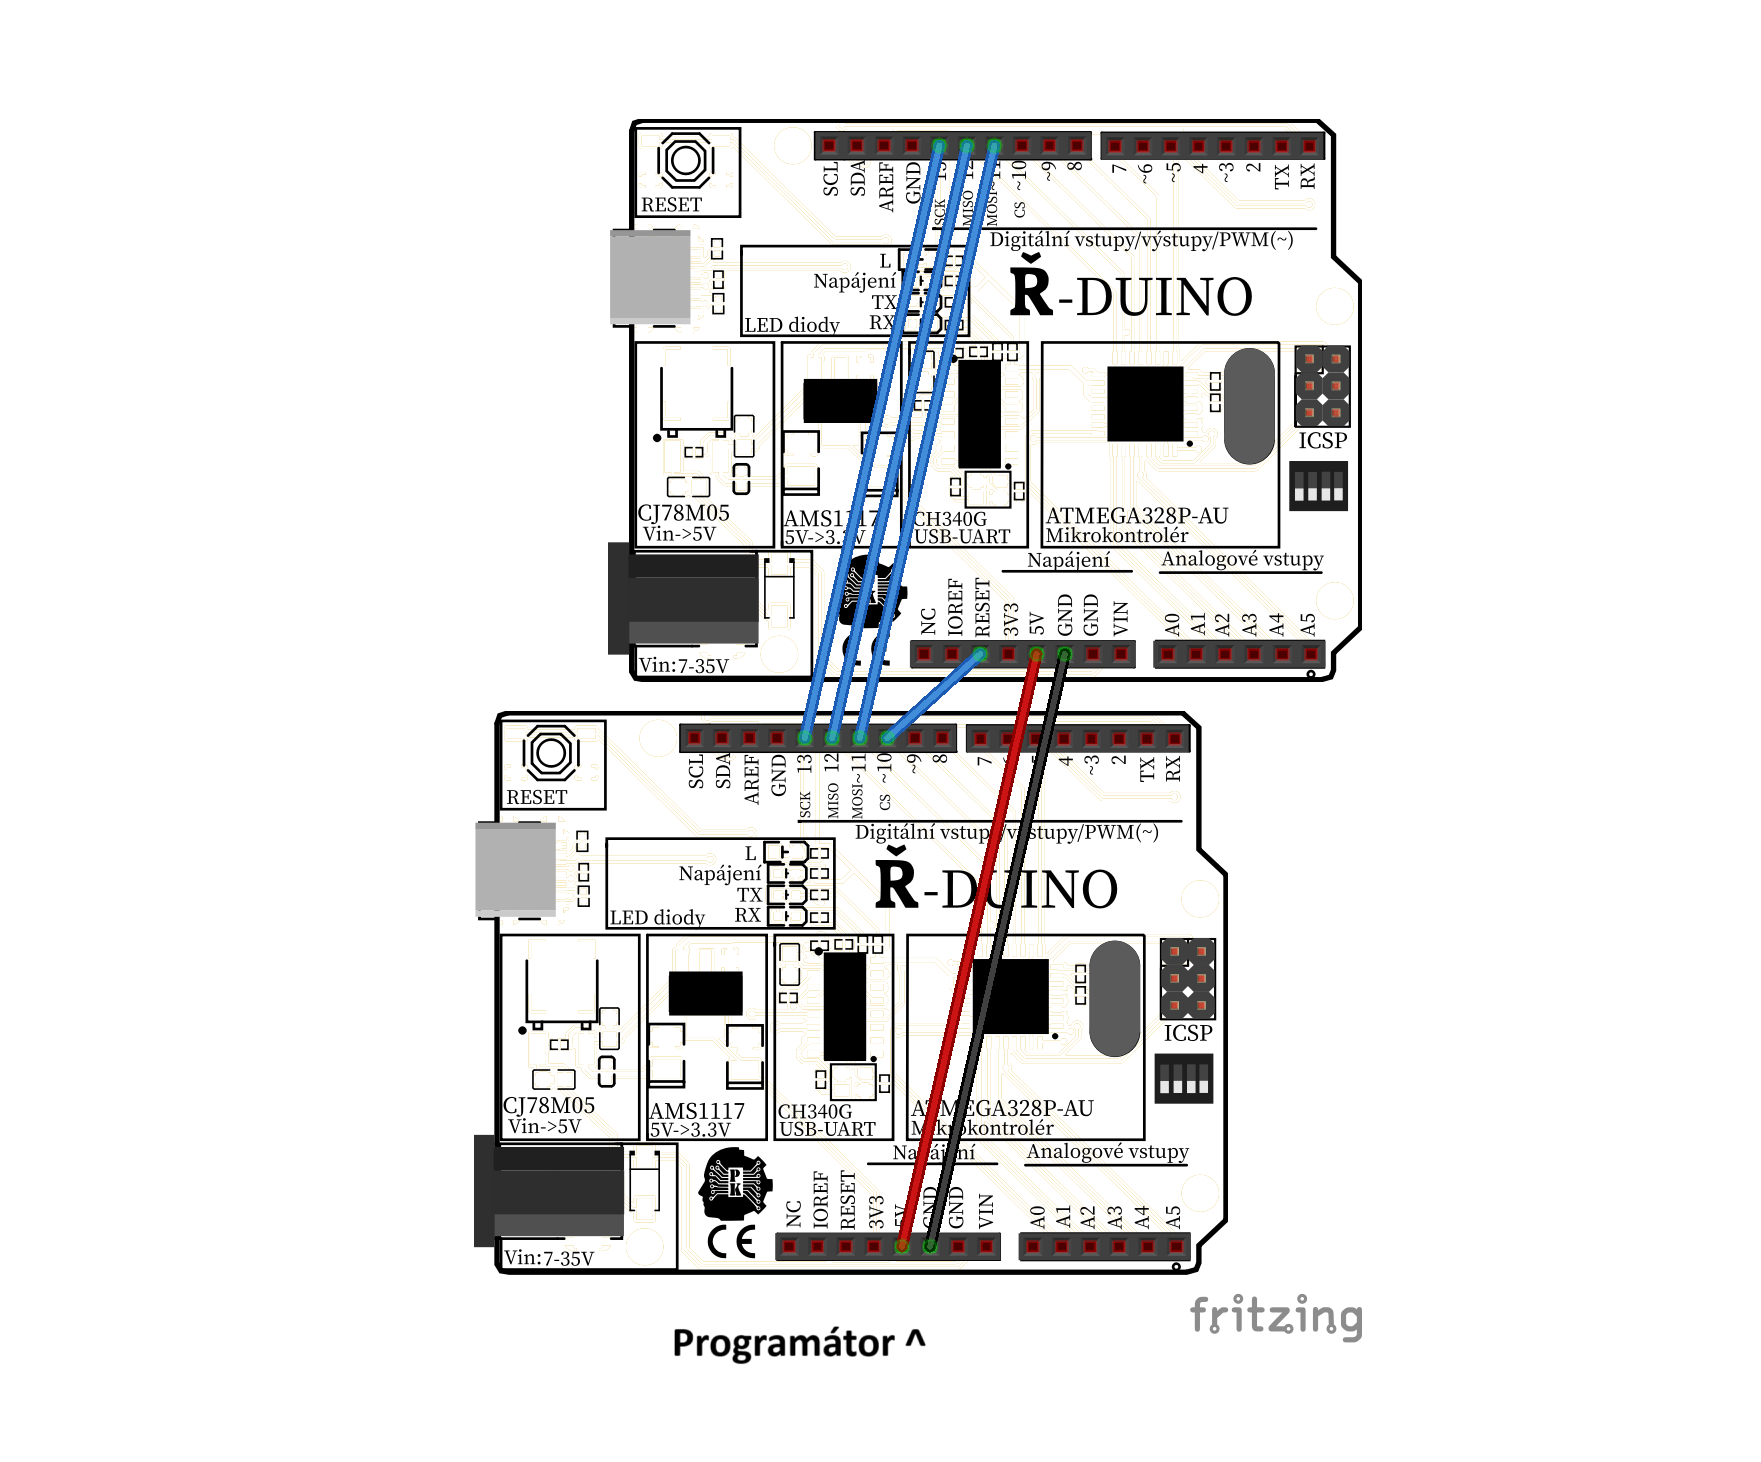 SCL SDA AREF GND 13 12 ~11 ~10 ~9 8 7 ~6 ~5 4 ~3 2 TX RX
SCK MISO MOSI CS
RESET
Digitální vstupy/výstupy/PWM(~)
L
Napájení
TX
RX
LED diody
Ř-DUINO
ICSP
CJ78M05
Vin->5V
AMS1117
5V->3.3V
CH340G
USB-UART
ATMEGA328P-AU
Mikrokontrolér
Napájení
Analogové vstupy
NC IOREF RESET 3V3 5V GND GND VIN A0 A1 A2 A3 A4 A5
Vin:7-35V
SCL SDA AREF GND 13 12 ~11 ~10 ~9 8 7 4 ~3 2 TX RX
SCK MISO MOSI CS
RESET
Digitální vstupy/výstupy/PWM(~)
L
Napájení
TX
RX
LED diody
Ř-DUINO
ICSP
CJ78M05
Vin->5V
AMS1117
5V->3.3V
CH340G
USB-UART
ATMEGA328P-AU
Mikrokontrolér
Napájení
Analogové vstupy
PK
CE
NC IOREF RESET 3V3 5V GND GND VIN A0 A1 A2 A3 A4 A5
Vin:7-35V
fritzing
Programátor ^